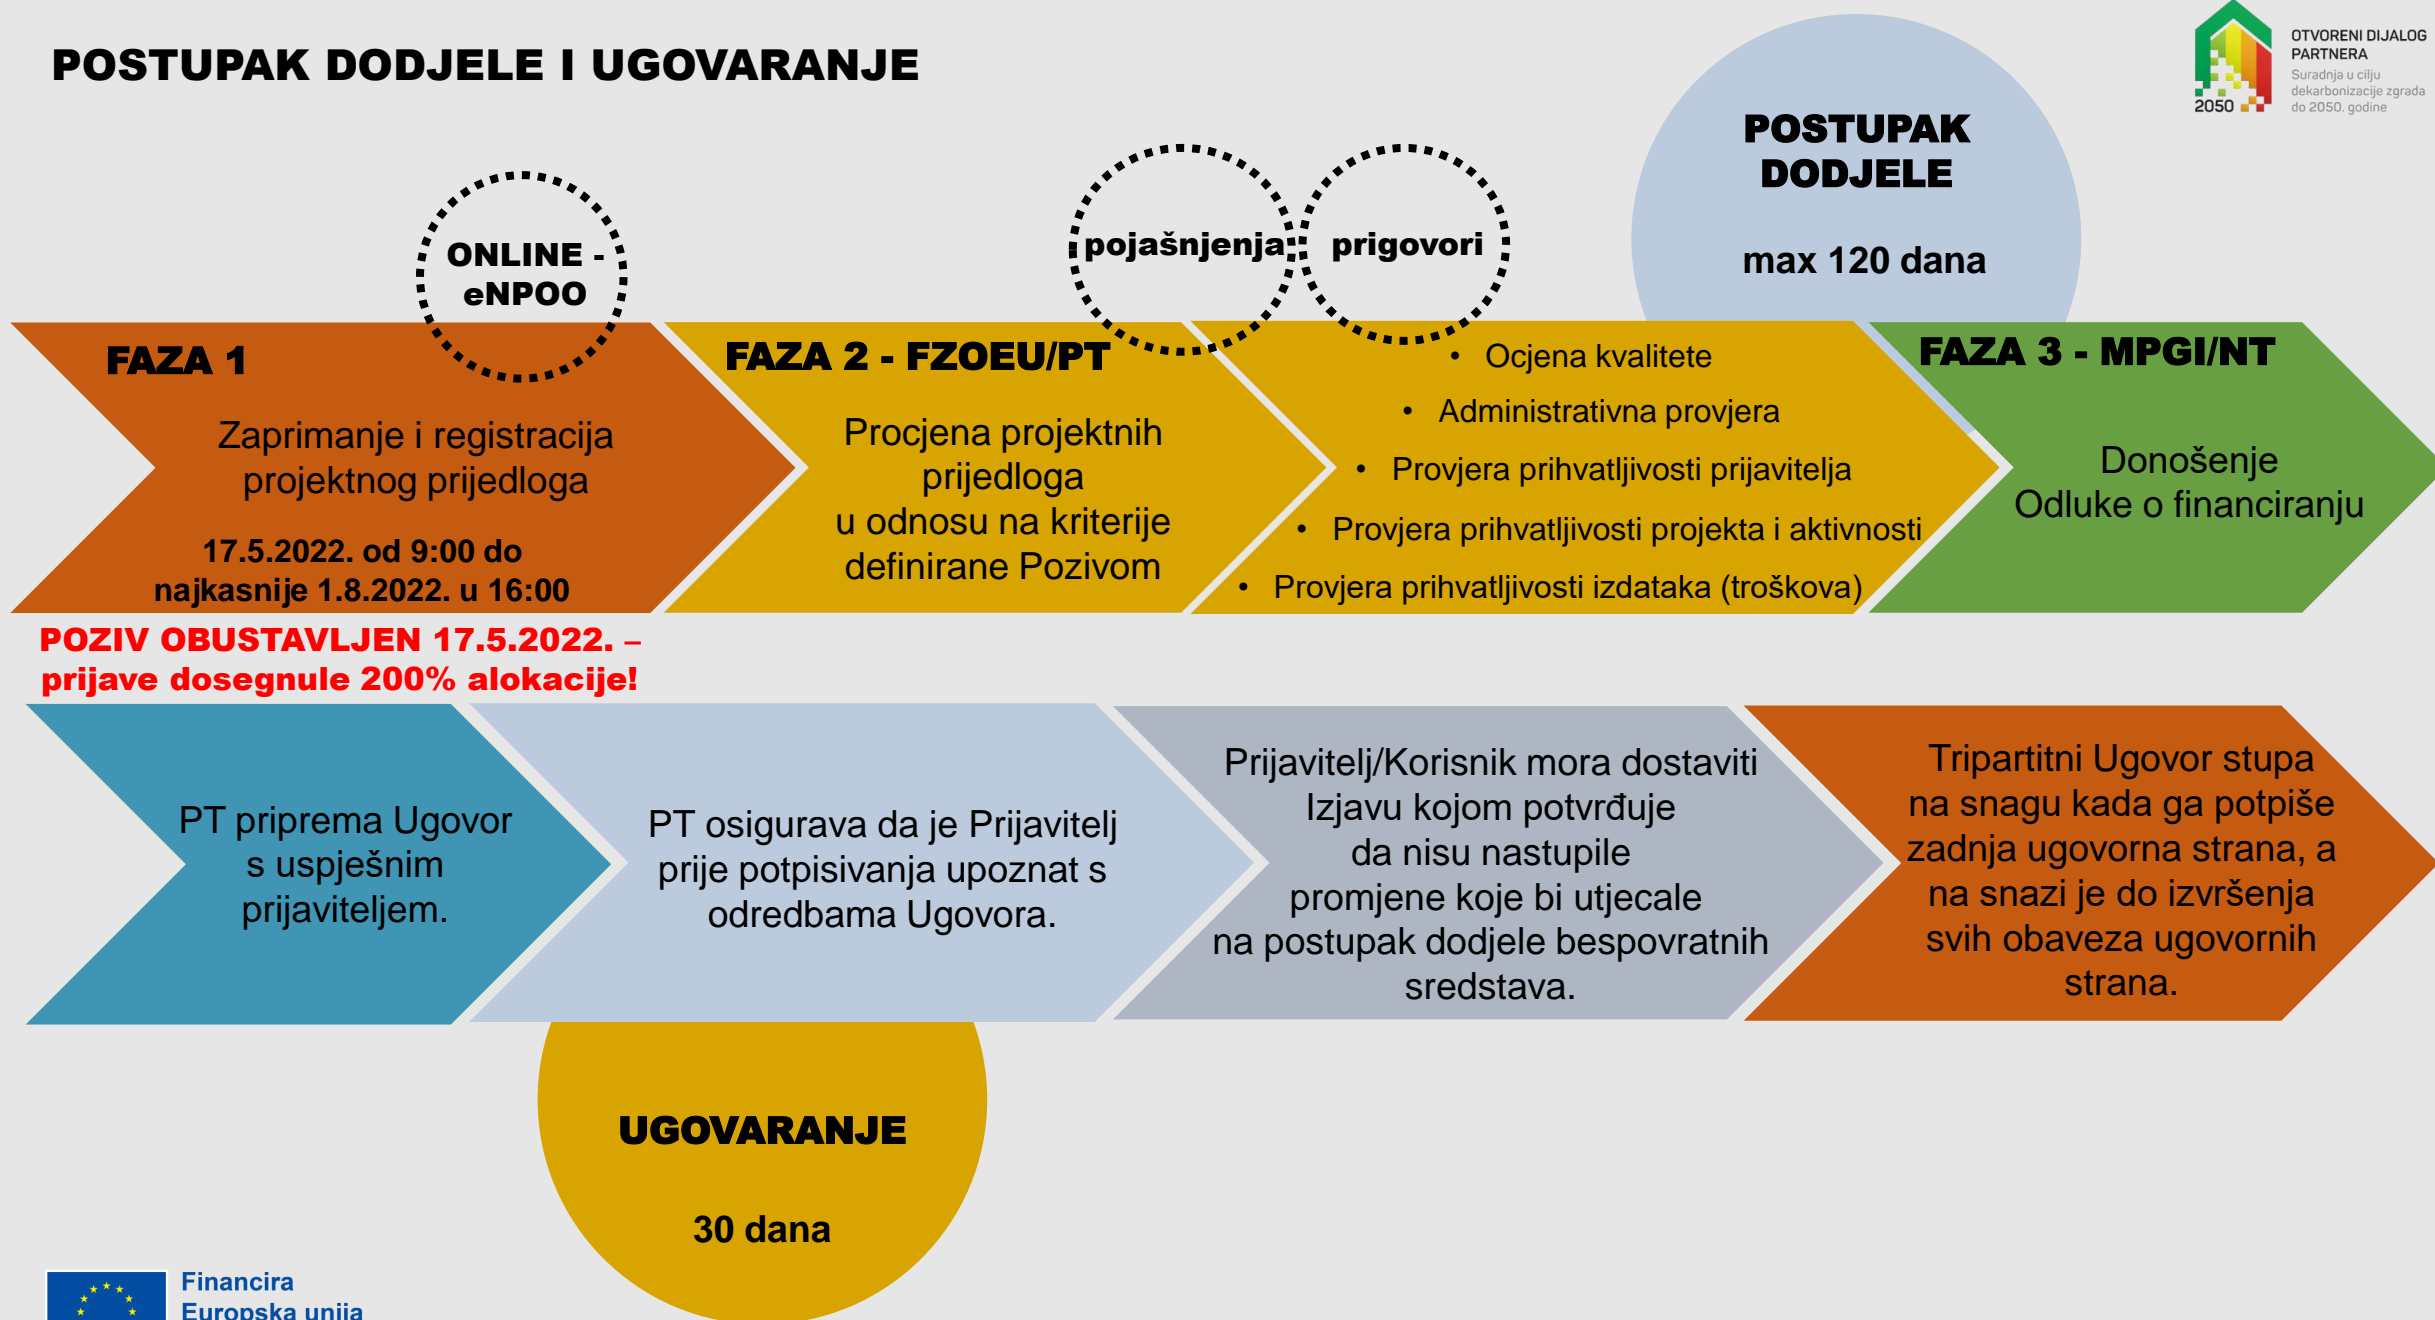 POSTUPAK DODJELE I UGOVARANJE
OTVORENI DIJALOG
PARTNERA
Suradnja u cilju
dekarbonizacije zgrada
do 2050. godine
2050
POSTUPAK
DODJELE
max 120 dana
ONLINE -
eNPOO
pojašnjenja
prigovori
FAZA 1
Zaprimanje i registracija
projektnog prijedloga
17.5.2022. od 9:00 do
najkasnije 1.8.2022. u 16:00
FAZA 2 - FZOEU/PT
Procjena projektnih
prijedloga
u odnosu na kriterije
definirane Pozivom
• Ocjena kvalitete
• Administrativna provjera
• Provjera prihvatljivosti prijavitelja
• Provjera prihvatljivosti projekta i aktivnosti
• Provjera prihvatljivosti izdataka (troškova)
FAZA 3 - MPGI/NT
Donošenje
Odluke o financiranju
POZIV OBUSTAVLJEN 17.5.2022. –
prijave dosegnule 200% alokacije!
PT priprema Ugovor
s uspješnim
prijaviteljem.
PT osigurava da je Prijavitelj
prije potpisivanja upoznat s
odredbama Ugovora.
Prijavitelj/Korisnik mora dostaviti
Izjavu kojom potvrđuje
da nisu nastupile
promjene koje bi utjecale
na postupak dodjele bespovratnih
sredstava.
Tripartitni Ugovor stupa
na snagu kada ga potpiše
zadnja ugovorna strana, a
na snazi je do izvršenja
svih obaveza ugovornih
strana.
UGOVARANJE
30 dana
Financira
Europska unija